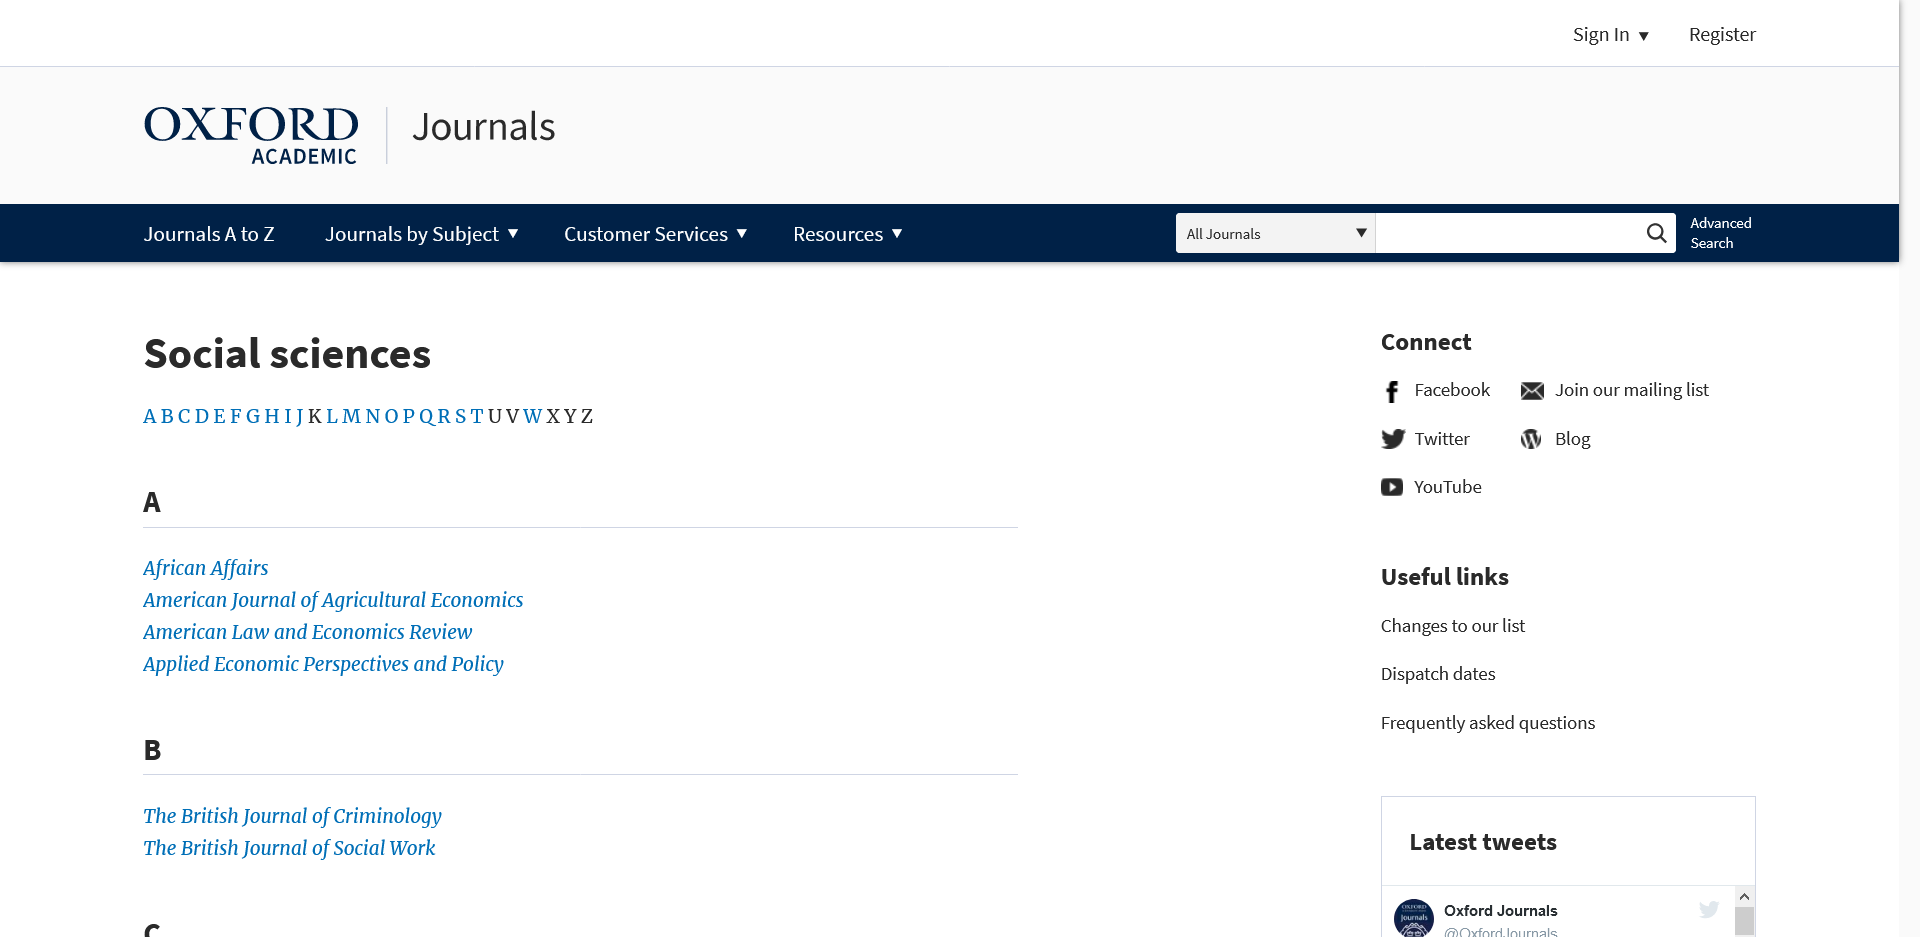 Sign In ▼ Register
OXFORD
ACADEMIC
Journals
Journals A to Z Journals by Subject ▼ Customer Services ▼ Resources ▼
All Journals ▼
Advanced
Search
Social sciences
A B C D E F G H I J K L M N O P Q R S T U V W X Y Z
A
African Affairs
American Journal of Agricultural Economics
American Law and Economics Review
Applied Economic Perspectives and Policy
B
The British Journal of Criminology
The British Journal of Social Work
C
Connect
Facebook Join our mailing list
Twitter Blog
YouTube
Useful links
Changes to our list
Dispatch dates
Frequently asked questions
Latest tweets
OXFORD
Journals
Oxford Journals
@OxfordJournals